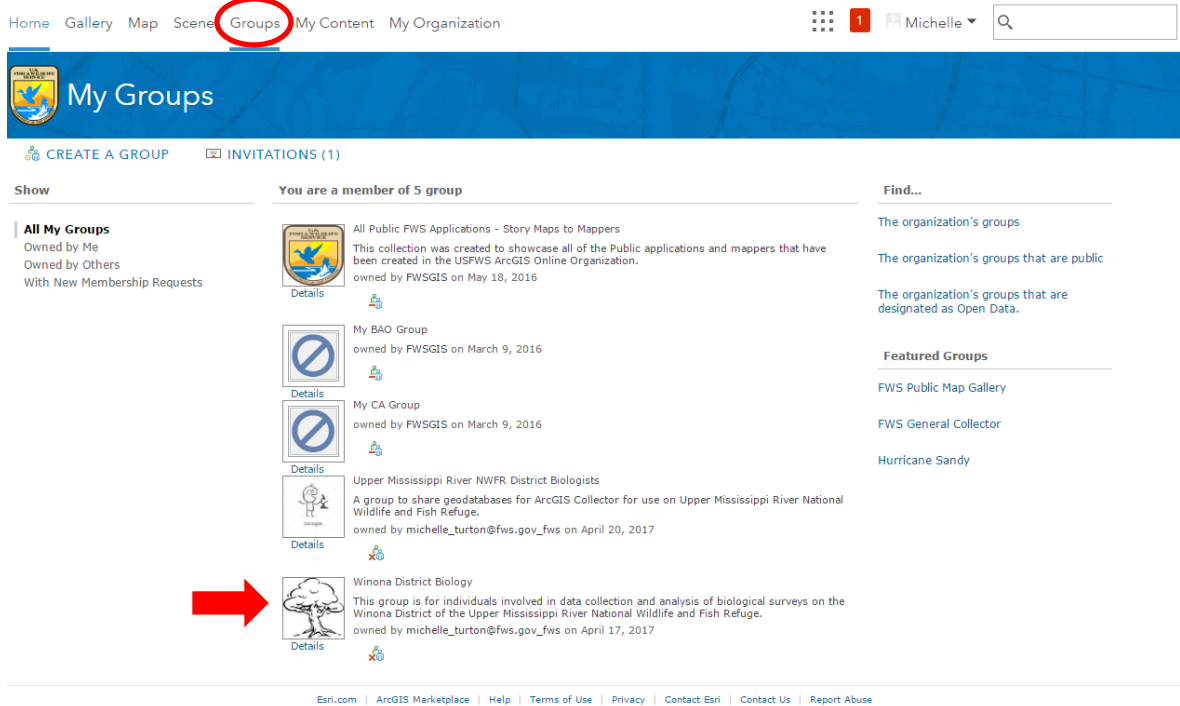 Home Gallery Map Scene Groups My Content My Organization 1 Michelle
U.S.
FISH & WILDLIFE
SERVICE
My Groups
CREATE A GROUP INVITATIONS (1)
Show
All My Groups
Owned by Me
Owned by Others
With New Membership Requests
You are a member of 5 group
All Public FWS Applications - Story Maps to Mappers
This collection was created to showcase all of the Public applications and mappers that have
been created in the USFWS ArcGIS Online Organization.
owned by FWSGIS on May 18, 2016
Details
My BAO Group
owned by FWSGIS on March 9, 2016
Details
My CA Group
owned by FWSGIS on March 9, 2016
Details
Upper Mississippi River NWFR District Biologists
A group to share geodatabases for ArcGIS Collector for use on Upper Mississippi River National
Wildlife and Fish Refuge.
owned by michelle_turton@fws.gov_fws on April 20, 2017
Details
Winona District Biology
This group is for individuals involved in data collection and analysis of biological surveys on the
Winona District of the Upper Mississippi River National Wildlife and Fish Refuge.
owned by michelle_turton@fws.gov_fws on April 17, 2017
Details
Find...
The organization's groups
The organization's groups that are public
The organization's groups that are
designated as Open Data.
Featured Groups
FWS Public Map Gallery
FWS General Collector
Hurricane Sandy
Esri.com | ArcGIS Marketplace | Help | Terms of Use | Privacy | Contact Esri | Contact Us | Report Abuse